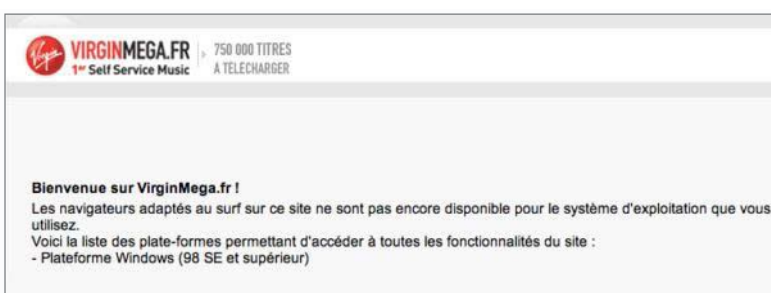 Virgin
VIRGINMEGA.FR
1er Self Service Music
750 000 TITRES
A TELECHARGER
Bienvenue sur VirginMega.fr !
Les navigateurs adaptés au surf sur ce site ne sont pas encore disponible pour le système d'exploitation que vous
utilisez.
Voici la liste des plate-formes permettant d'accéder à toutes les fonctionnalités du site :
- Plateforme Windows (98 SE et supérieur)